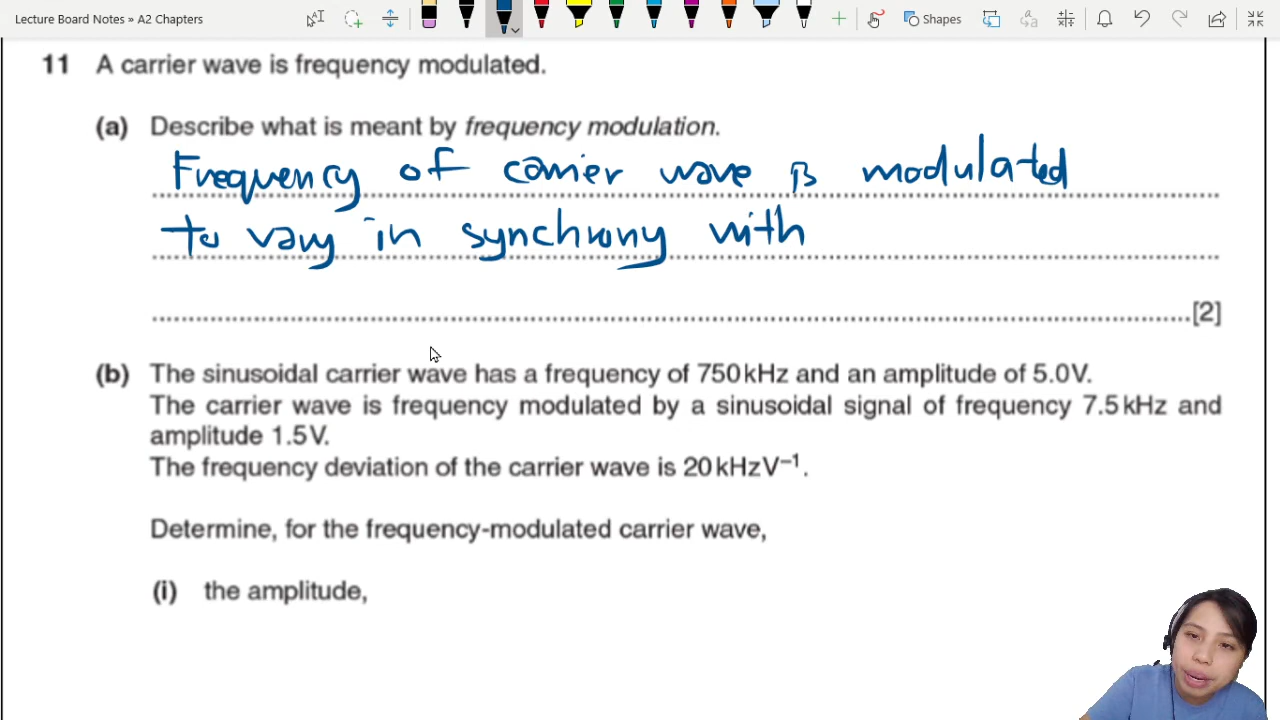 Lecture Board Notes » A2 Chapters
Shapes
11 A carrier wave is frequency modulated.
(a) Describe what is meant by frequency modulation.
Frequency of carrier wave is modulated
to vary in synchrony with
[2]
(b) The sinusoidal carrier wave has a frequency of 750 kHz and an amplitude of 5.0 V.
The carrier wave is frequency modulated by a sinusoidal signal of frequency 7.5 kHz and
amplitude 1.5 V.
The frequency deviation of the carrier wave is 20 kHz V⁻¹.
Determine, for the frequency-modulated carrier wave,
(i) the amplitude,